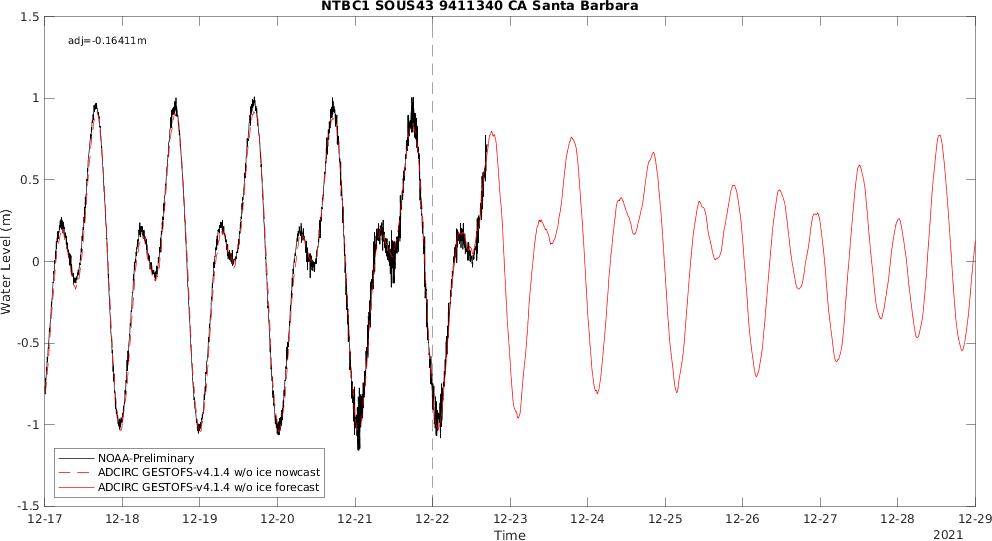 NTBC1 SOUS43 9411340 CA Santa Barbara
adj=-0.16411m
1.5
1
0.5
0
-0.5
-1
-1.5
Water Level (m)
NOAA-Preliminary
ADCIRC GESTOFS-v4.1.4 w/o ice nowcast
ADCIRC GESTOFS-v4.1.4 w/o ice forecast
12-17 12-18 12-19 12-20 12-21 12-22 12-23 12-24 12-25 12-26 12-27 12-28 12-29
Time
2021